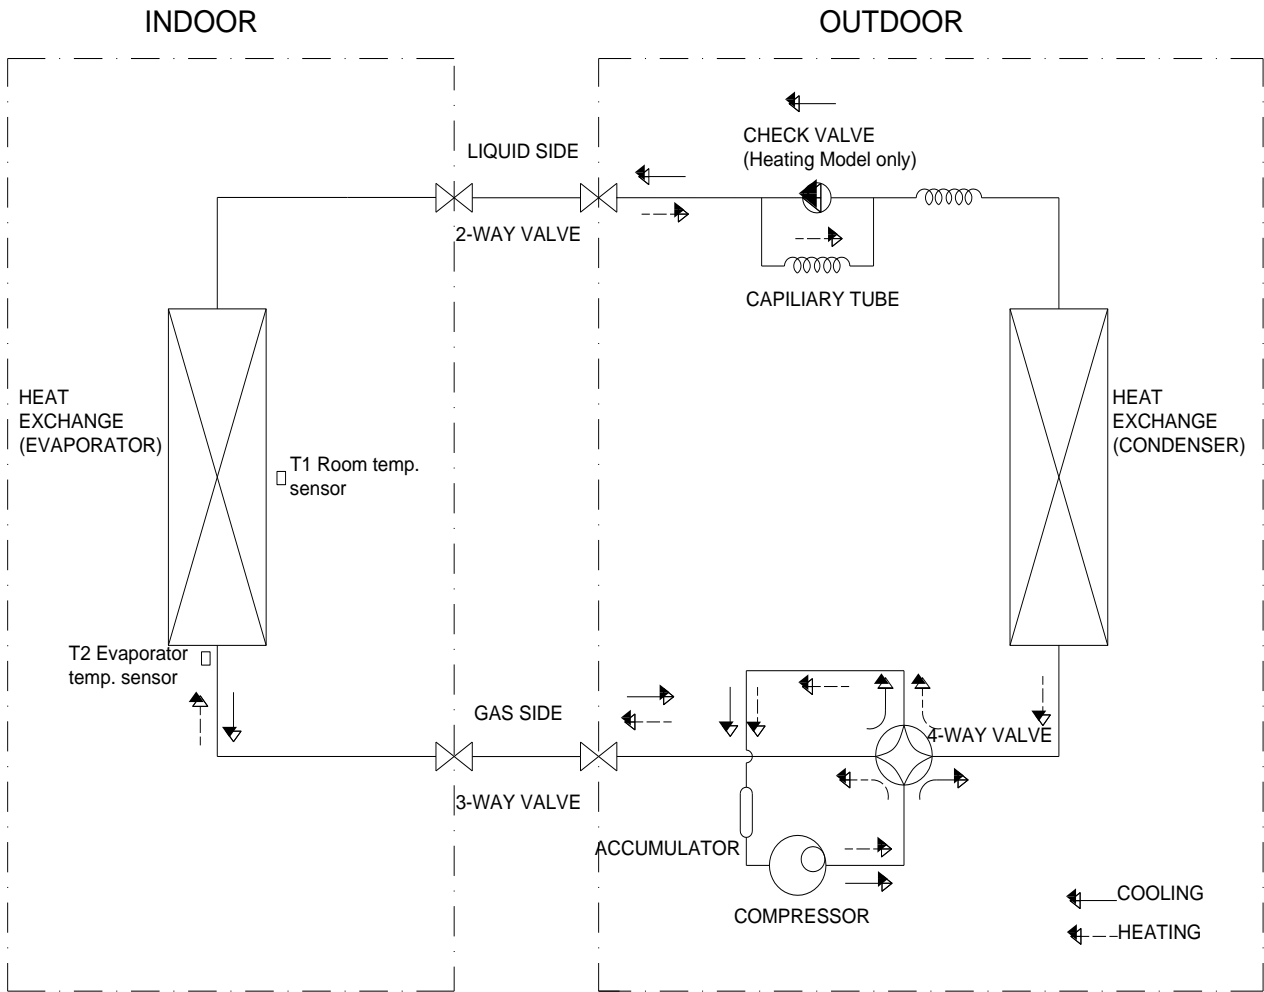 INDOOR
OUTDOOR
CHECK VALVE
(Heating Model only)
LIQUID SIDE
2-WAY VALVE
CAPILIARY TUBE
HEAT
EXCHANGE
(EVAPORATOR)
T1 Room temp.
sensor
HEAT
EXCHANGE
(CONDENSER)
T2 Evaporator
temp. sensor
GAS SIDE
4-WAY VALVE
3-WAY VALVE
ACCUMULATOR
COMPRESSOR
COOLING
HEATING